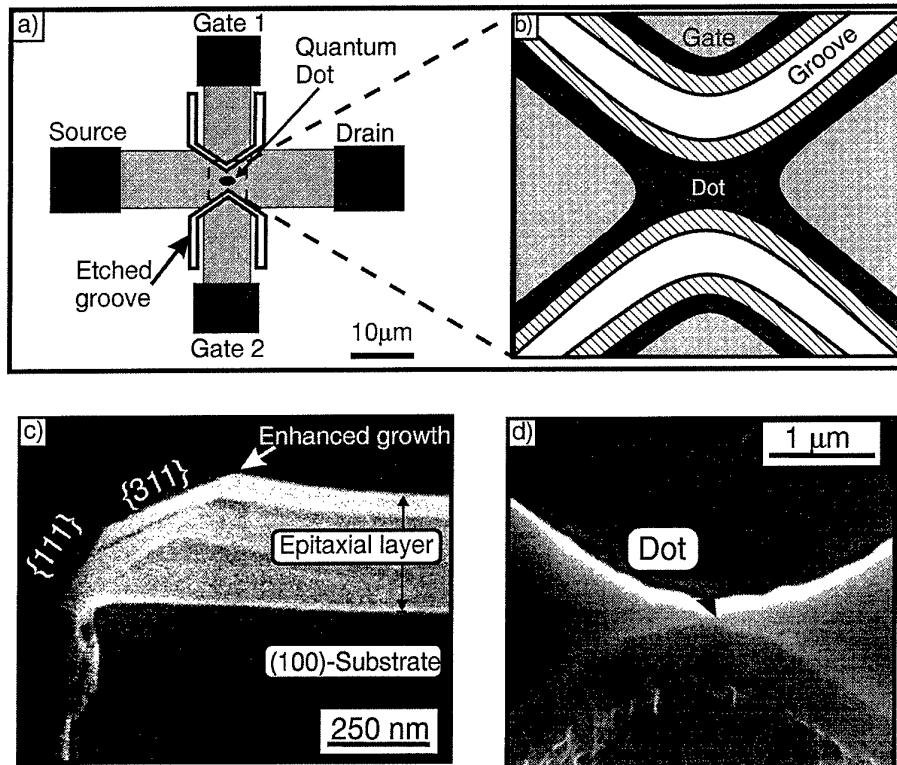 a)
Gate 1
Quantum
Dot
Source
Drain
Etched
groove
Gate 2
10μm
b)
Gate
Groove
Dot
c)
Enhanced growth
{311}
{111}
Epitaxial layer
(100)-Substrate
250 nm
d)
1 μm
Dot